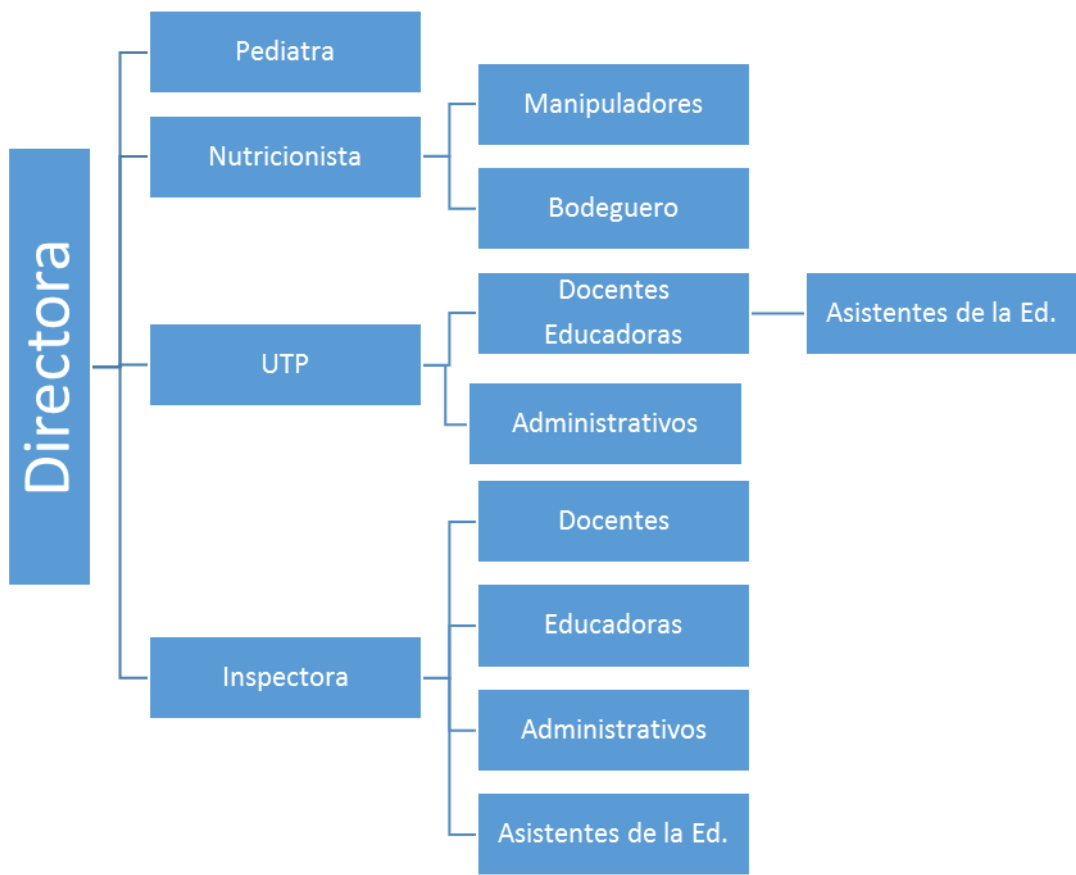 Directora
Pediatra
Nutricionista
Manipuladores
Bodeguero
UTP
Docentes
Educadoras
Asistentes de la Ed.
Administrativos
Inspectora
Docentes
Educadoras
Administrativos
Asistentes de la Ed.